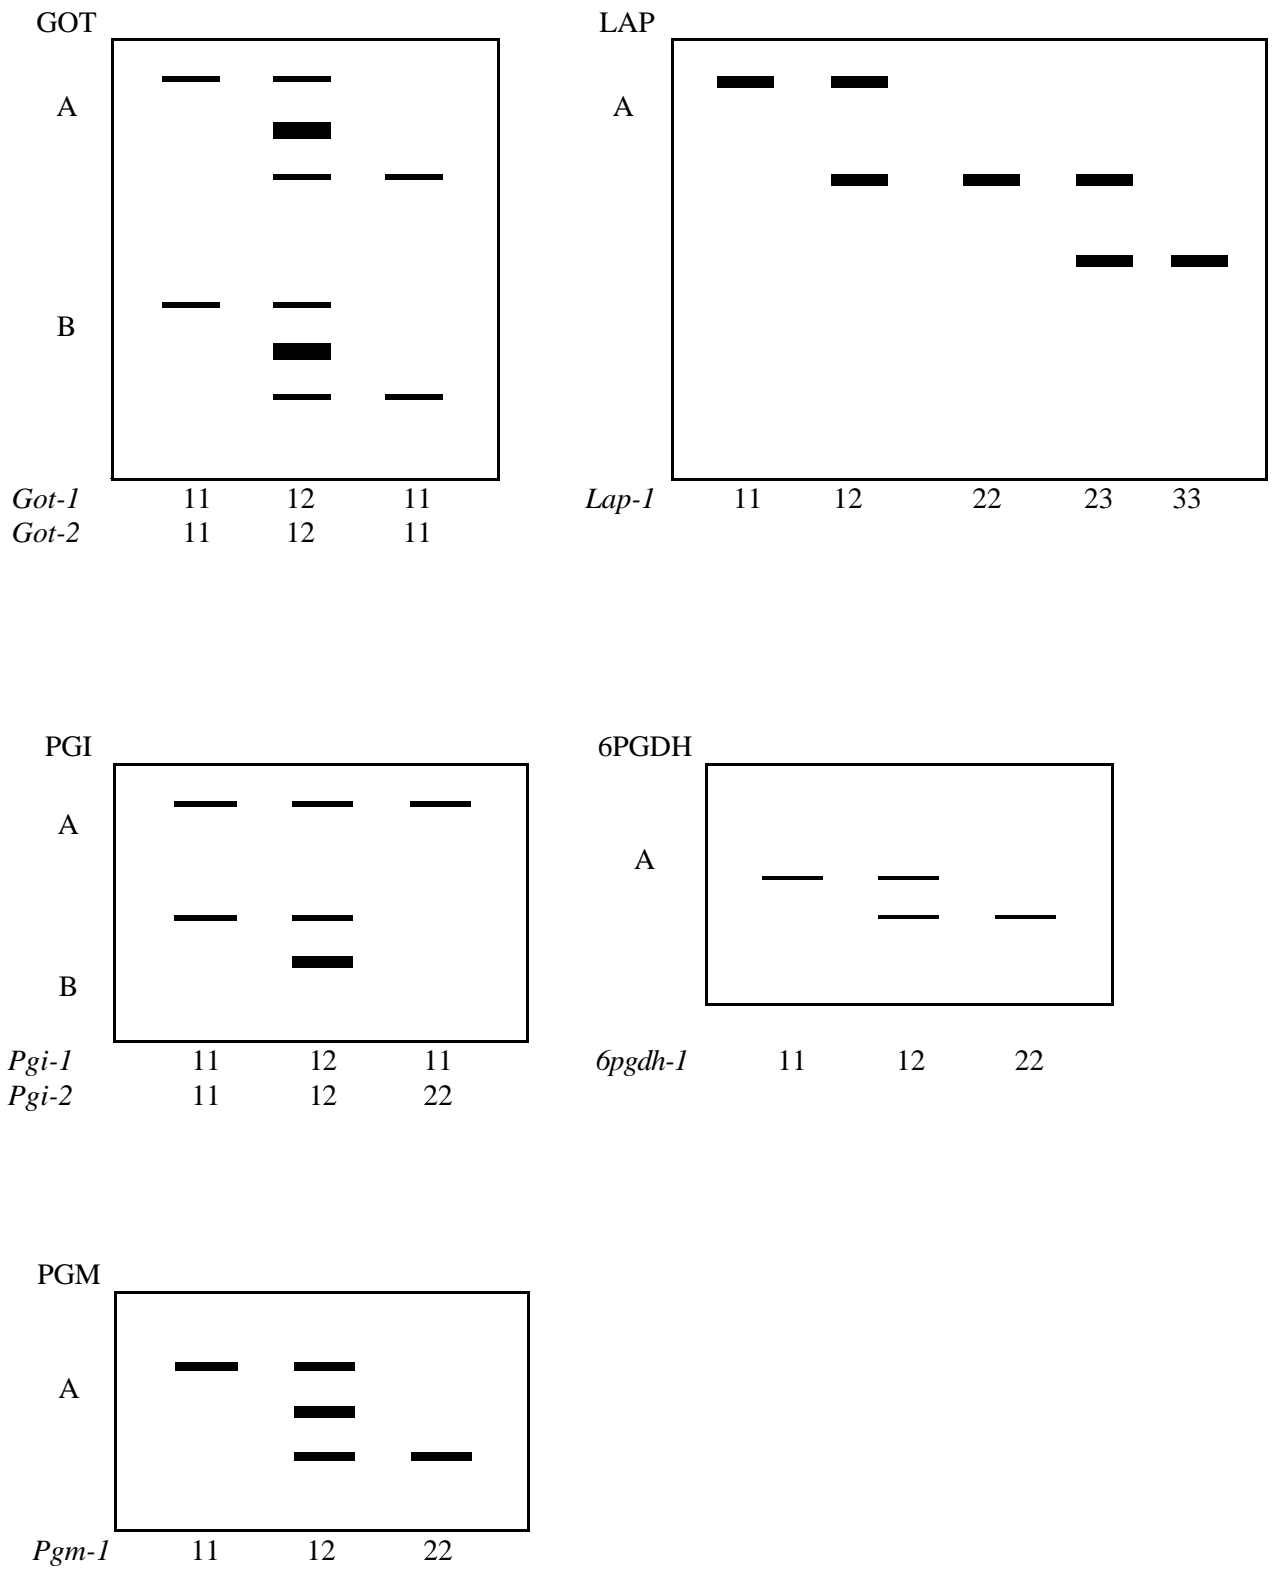 GOT
A
B
Got-1 11 12 11
Got-2 11 12 11
LAP
A
Lap-1 11 12 22 23 33
PGI
A
B
Pgi-1 11 12 11
Pgi-2 11 12 22
6PGDH
A
6pgdh-1 11 12 22
PGM
A
Pgm-1 11 12 22